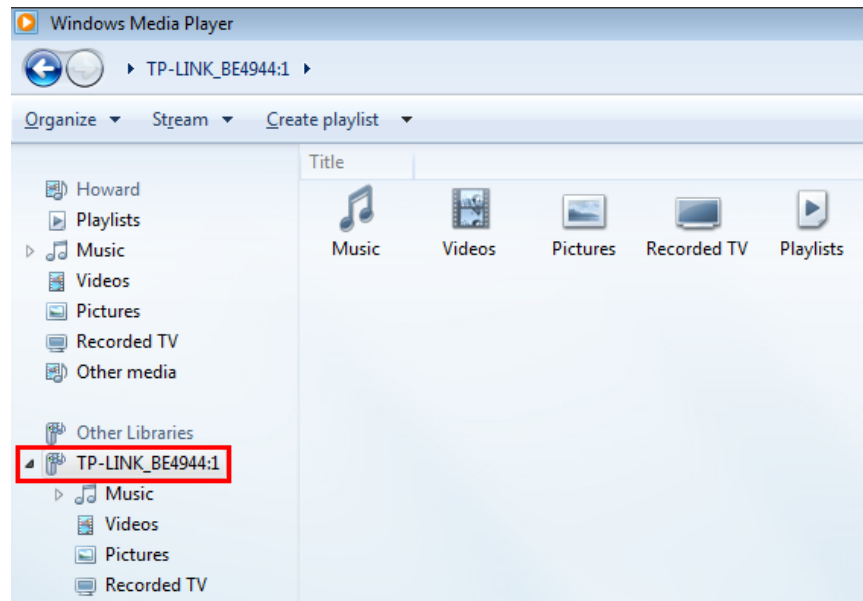 Windows Media Player
TP-LINK_BE4944:1
Organize Stream Create playlist
Title
Howard
Playlists
Music
Videos
Pictures
Recorded TV
Other media
Music Videos Pictures Recorded TV Playlists
Other Libraries
TP-LINK_BE4944:1
Music
Videos
Pictures
Recorded TV